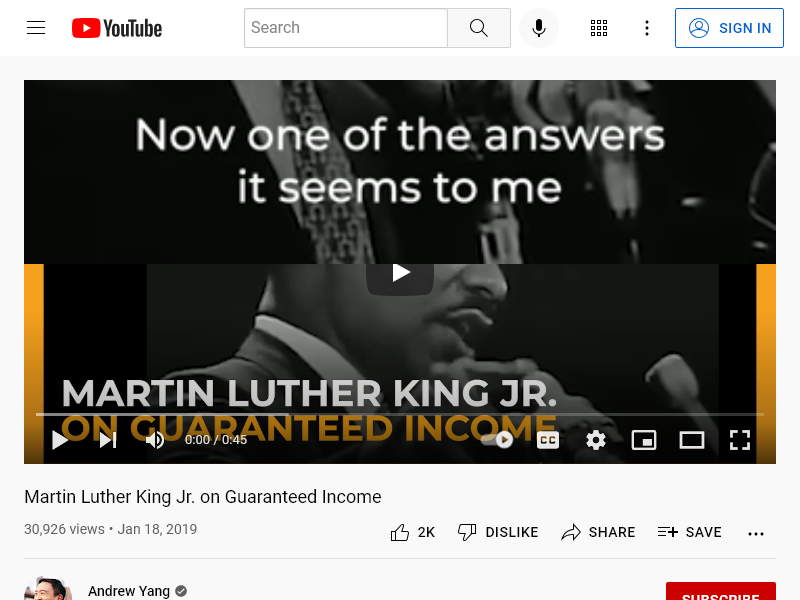 YouTube
Search
SIGN IN
Now one of the answers
it seems to me
MARTIN LUTHER KING JR.
ON GUARANTEED INCOME
0:00 / 0:45
CC
Martin Luther King Jr. on Guaranteed Income
30,926 views • Jan 18, 2019
2K
DISLIKE
SHARE
SAVE
Andrew Yang
SUBSCRIBE